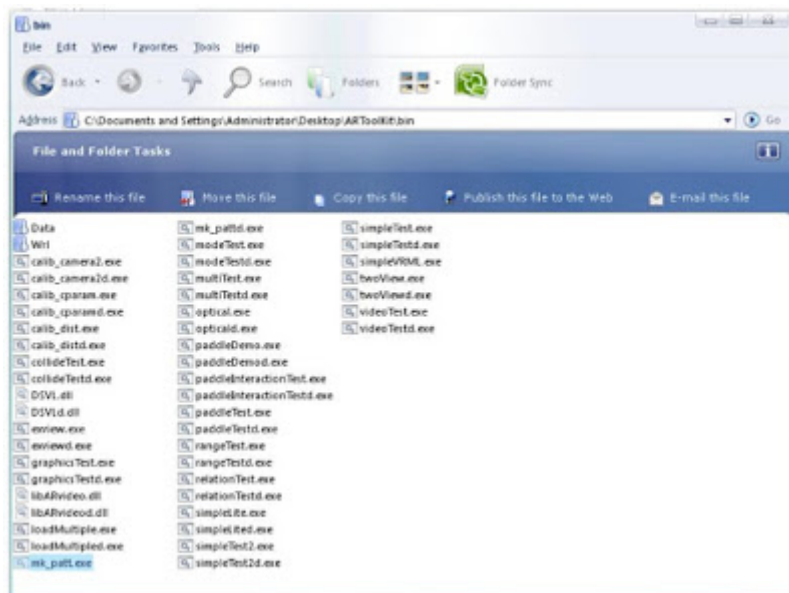 bin
File Edit View Favorites Tools Help
Back Search Folders Folder Sync
Address C:\Documents and Settings\Administrator\Desktop\ARToolKit\bin Go
File and Folder Tasks
Rename this file Move this file Copy this file Publish this file to the Web E-mail this file
Data
Wrl
calib_camera2.exe
calib_camera2d.exe
calib_cparam.exe
calib_cparamd.exe
calib_dist.exe
calib_distd.exe
collideTest.exe
collideTestd.exe
DSVL.dll
DSVLd.dll
exview.exe
exviewd.exe
graphicsTest.exe
graphicsTestd.exe
libARvideo.dll
libARvideod.dll
loadMultiple.exe
loadMultipled.exe
mk_patt.exe
mk_pattd.exe
modeTest.exe
modeTestd.exe
multiTest.exe
multiTestd.exe
optical.exe
opticald.exe
paddleDemo.exe
paddleDemod.exe
paddleInteractionTest.exe
paddleInteractionTestd.exe
paddleTest.exe
paddleTestd.exe
rangeTest.exe
rangeTestd.exe
relationTest.exe
relationTestd.exe
simpleLite.exe
simpleLited.exe
simpleTest2.exe
simpleTest2d.exe
simpleTest.exe
simpleTestd.exe
simpleVRML.exe
twoView.exe
twoViewd.exe
videoTest.exe
videoTestd.exe